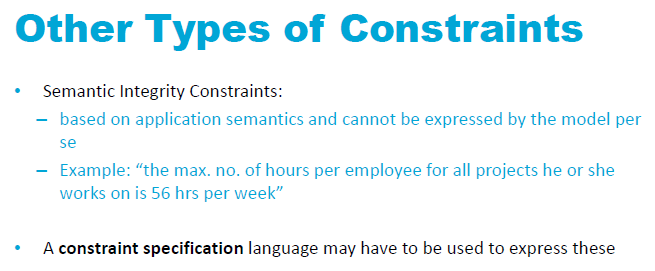 Other Types of Constraints
• Semantic Integrity Constraints:
– based on application semantics and cannot be expressed by the model per
se
– Example: “the max. no. of hours per employee for all projects he or she
works on is 56 hrs per week”
• A constraint specification language may have to be used to express these